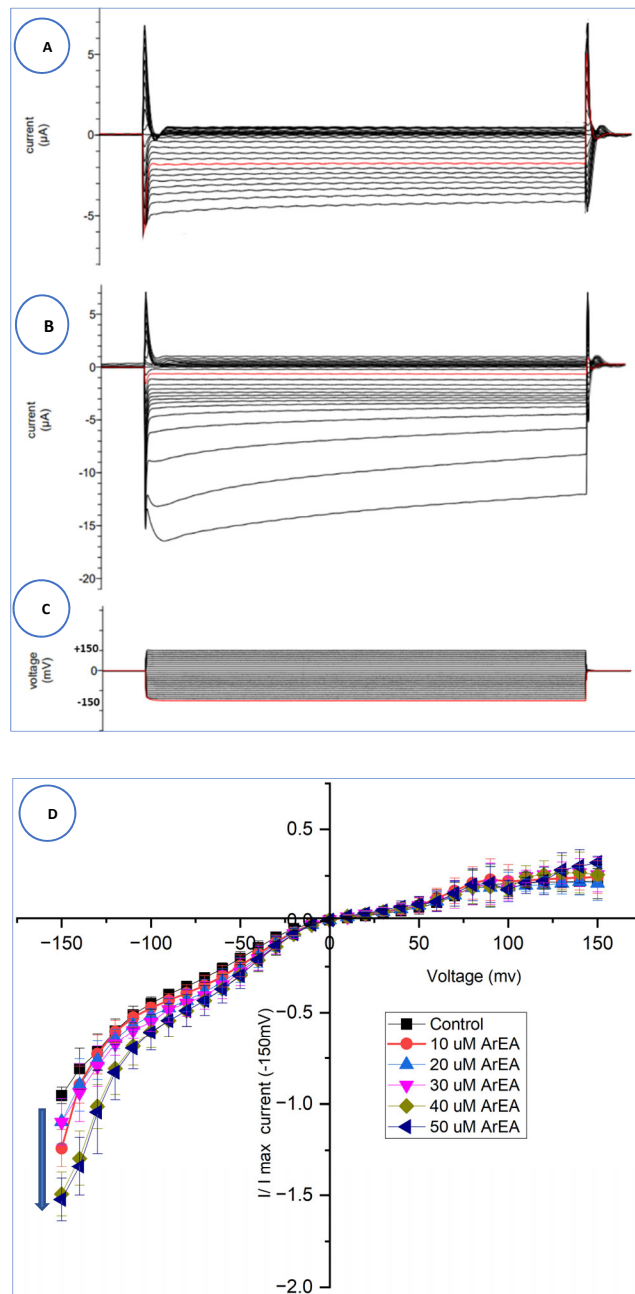 A
5
0
-5
current
(µA)
B
5
0
-5
-10
-15
-20
current
(µA)
C
+150
0
-150
voltage
(mV)
D
0.5
0.0
-0.5
-1.0
-1.5
-2.0
-150
-100
-50
0
50
100
150
Voltage (mv)
I/ I max current (-150mV)
Control
10 uM ArEA
20 uM ArEA
30 uM ArEA
40 uM ArEA
50 uM ArEA